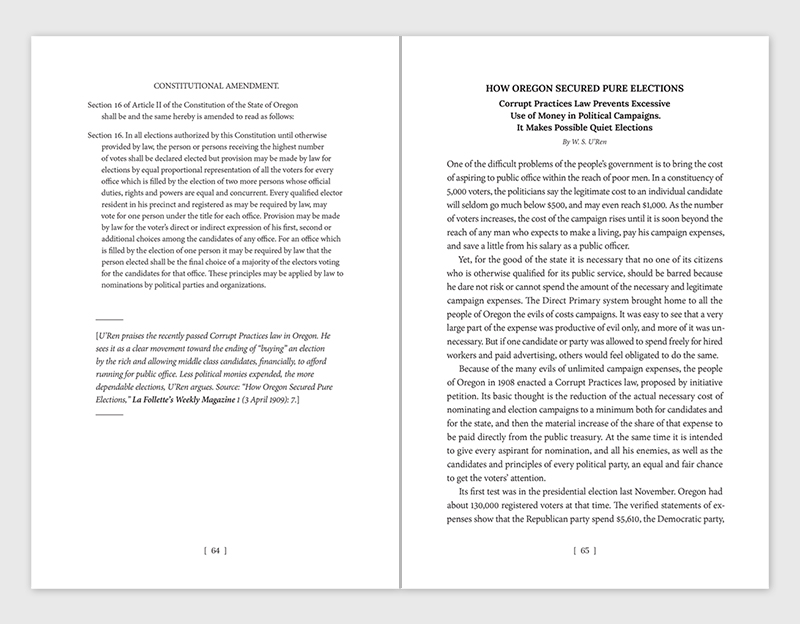 CONSTITUTIONAL AMENDMENT.
Section 16 of Article II of the Constitution of the State of Oregon
shall be and the same hereby is amended to read as follows:
Section 16. In all elections authorized by this Constitution until otherwise
provided by law, the person or persons receiving the highest number
of votes shall be declared elected but provision may be made by law for
elections by equal proportional representation of all the voters for every
office which is filled by the election of two more persons whose official
duties, rights and powers are equal and concurrent. Every qualified elector
resident in his precinct and registered as may be required by law, may
vote for one person under the title for each office. Provision may be made
by law for the voter's direct or indirect expression of his first, second or
additional choices among the candidates of any office. For an office which
is filled by the election of one person it may be required by law that the
person elected shall be the final choice of a majority of the electors voting
for the candidates for that office. These principles may be applied by law to
nominations by political parties and organizations.
[U'Ren praises the recently passed Corrupt Practices law in Oregon. He
sees it as a clear movement toward the ending of “buying” an election
by the rich and allowing middle class candidates, financially, to afford
running for public office. Less political monies expended, the more
dependable elections, U'Ren argues. Source: “How Oregon Secured Pure
Elections,” La Follette's Weekly Magazine 1 (3 April 1909): 7.]
[ 64 ]
HOW OREGON SECURED PURE ELECTIONS
Corrupt Practices Law Prevents Excessive
Use of Money in Political Campaigns.
It Makes Possible Quiet Elections
By W. S. U'Ren
One of the difficult problems of the people's government is to bring the cost
of aspiring to public office within the reach of poor men. In a constituency of
5,000 voters, the politicians say the legitimate cost to an individual candidate
will seldom go much below $500, and may even reach $1,000. As the number
of voters increases, the cost of the campaign rises until it is soon beyond the
reach of any man who expects to make a living, pay his campaign expenses,
and save a little from his salary as a public officer.
Yet, for the good of the state it is necessary that no one of its citizens
who is otherwise qualified for its public service, should be barred because
he dare not risk or cannot spend the amount of the necessary and legitimate
campaign expenses. The Direct Primary system brought home to all the
people of Oregon the evils of costs campaigns. It was easy to see that a very
large part of the expense was productive of evil only, and more of it was un-
necessary. But if one candidate or party was allowed to spend freely for hired
workers and paid advertising, others would feel obligated to do the same.
Because of the many evils of unlimited campaign expenses, the people
of Oregon in 1908 enacted a Corrupt Practices law, proposed by initiative
petition. Its basic thought is the reduction of the actual necessary cost of
nominating and election campaigns to a minimum both for candidates and
for the state, and then the material increase of the share of that expense to
be paid directly from the public treasury. At the same time it is intended
to give every aspirant for nomination, and all his enemies, as well as the
candidates and principles of every political party, an equal and fair chance
to get the voters' attention.
Its first test was in the presidential election last November. Oregon had
about 130,000 registered voters at that time. The verified statements of ex-
penses show that the Republican party spend $5,610, the Democratic party,
[ 65 ]